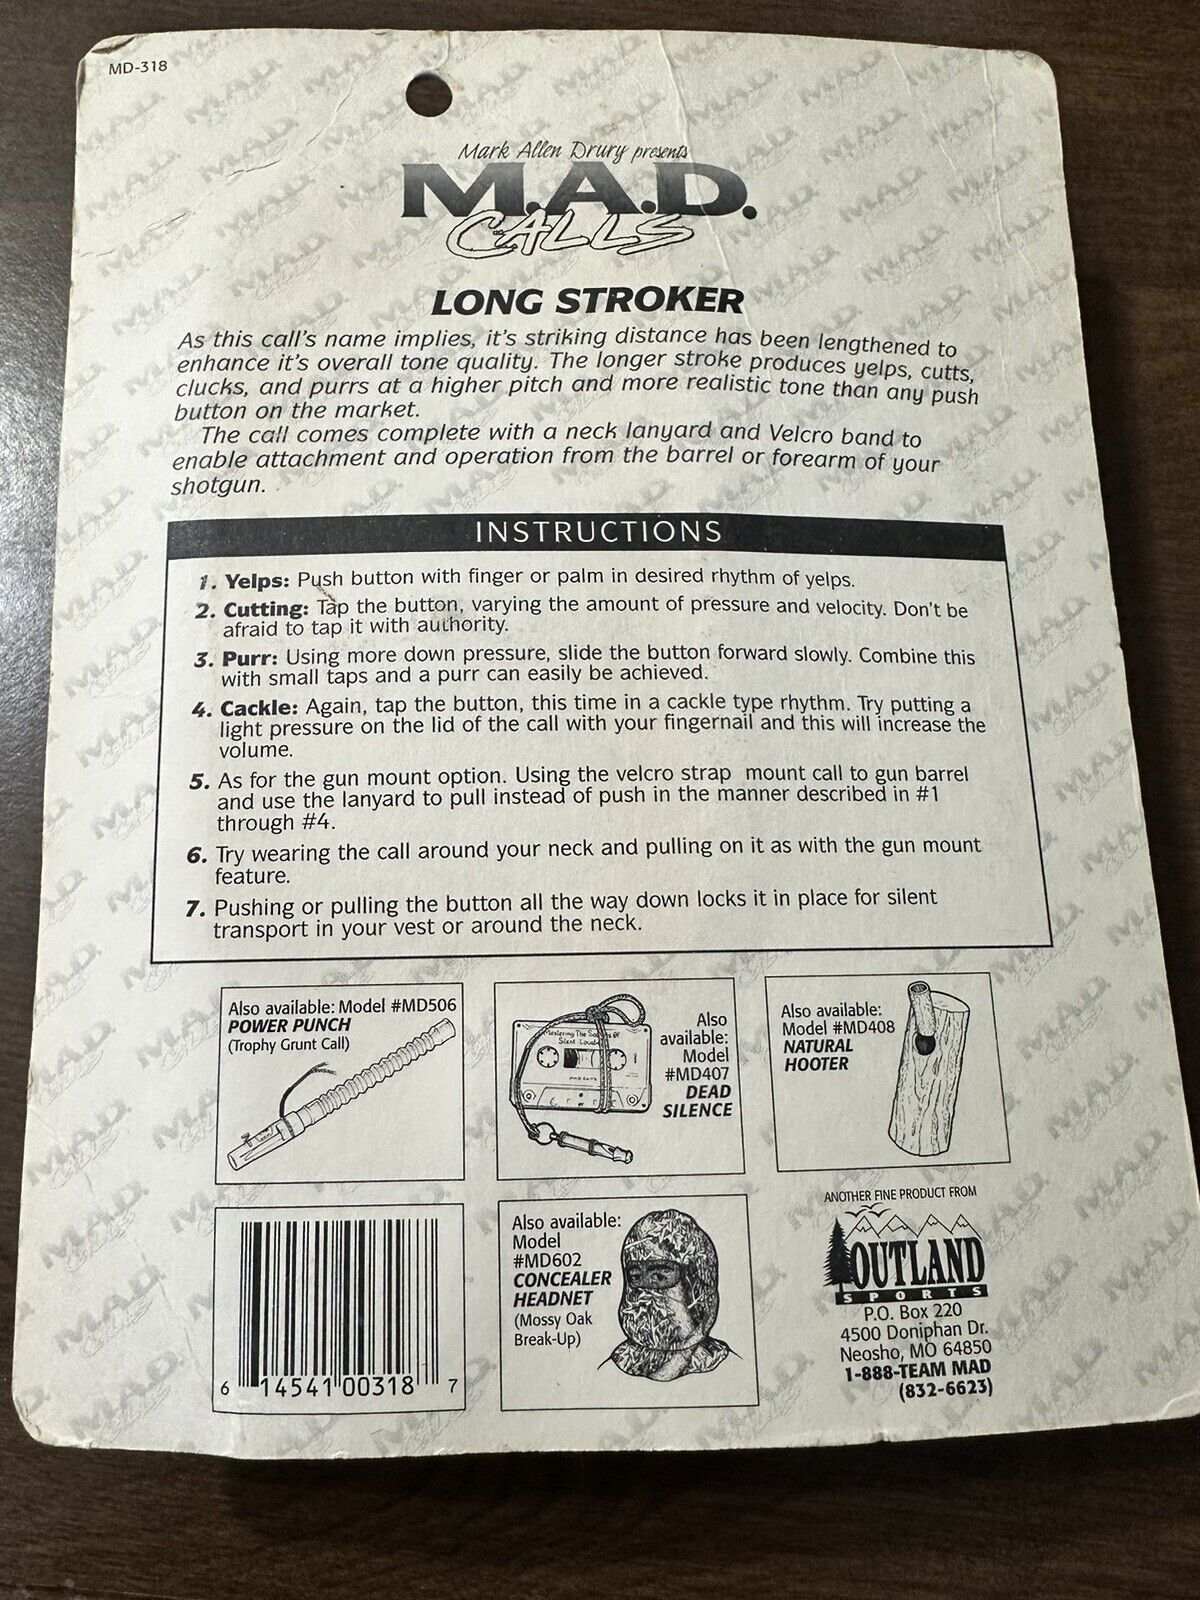 MD-318
Mark Allen Drury presents
M.A.D.
CALLS
LONG STROKER
As this call's name implies, it's striking distance has been lengthened to
enhance it's overall tone quality. The longer stroke produces yelps, cutts,
clucks, and purrs at a higher pitch and more realistic tone than any push
button on the market.
The call comes complete with a neck lanyard and Velcro band to
enable attachment and operation from the barrel or forearm of your
shotgun.
INSTRUCTIONS
1. Yelps: Push button with finger or palm in desired rhythm of yelps.
2. Cutting: Tap the button, varying the amount of pressure and velocity. Don't be
afraid to tap it with authority.
3. Purr: Using more down pressure, slide the button forward slowly. Combine this
with small taps and a purr can easily be achieved.
4. Cackle: Again, tap the button, this time in a cackle type rhythm. Try putting a
light pressure on the lid of the call with your fingernail and this will increase the
volume.
5. As for the gun mount option. Using the velcro strap mount call to gun barrel
and use the lanyard to pull instead of push in the manner described in #1
through #4.
6. Try wearing the call around your neck and pulling on it as with the gun mount
feature.
7. Pushing or pulling the button all the way down locks it in place for silent
transport in your vest or around the neck.
Also available: Model #MD506
POWER PUNCH
(Trophy Grunt Call)
Mastering The Sounds Of
Silent
MAD CALLS
Also
available:
Model
#MD407
DEAD
SILENCE
Also available:
Model #MD408
NATURAL
HOOTER
6 14541 00318 7
Also available:
Model
#MD602
CONCEALER
HEADNET
(Mossy Oak
Break-Up)
ANOTHER FINE PRODUCT FROM
OUTLAND
SPORTS
P.O. Box 220
4500 Doniphan Dr.
Neosho, MO 64850
1-888-TEAM MAD
(832-6623)